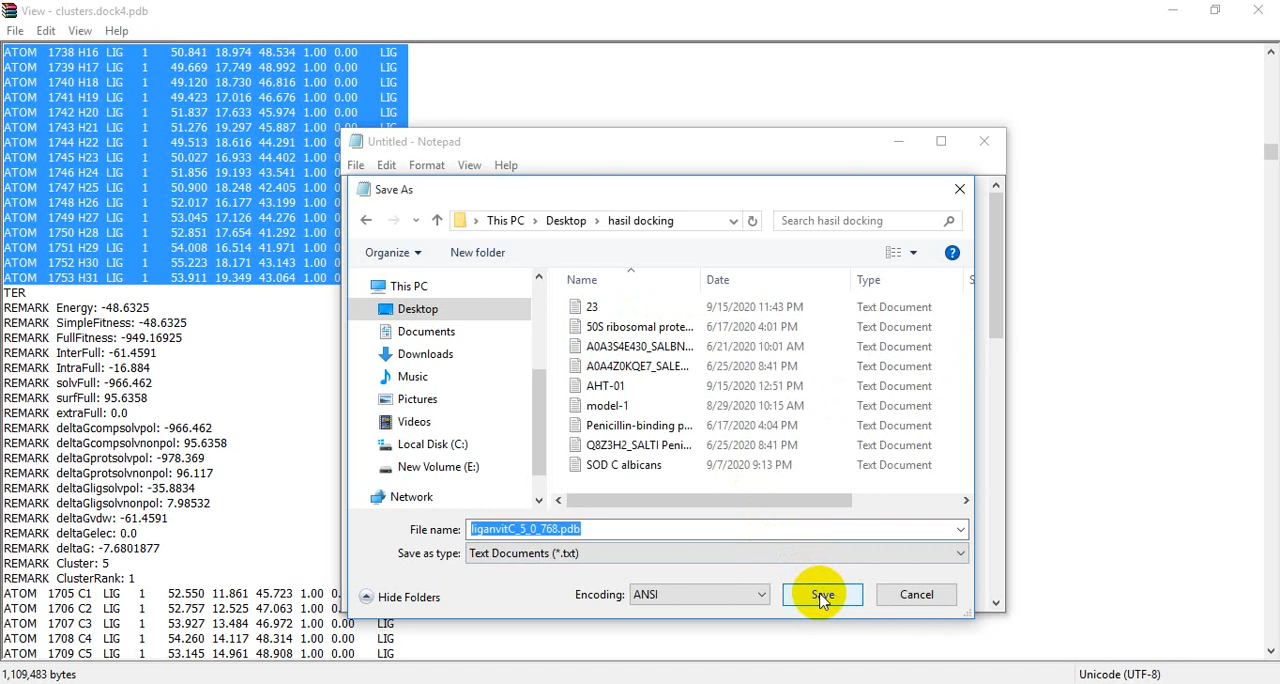 View - clusters.dock4.pdb
File Edit View Help
ATOM 1738 H16 LIG 1 50.841 18.974 48.534 1.00 0.00 LIG
ATOM 1739 H17 LIG 1 49.669 17.749 48.992 1.00 0.00 LIG
ATOM 1740 H18 LIG 1 49.120 18.730 46.816 1.00 0.00 LIG
ATOM 1741 H19 LIG 1 49.423 17.016 46.676 1.00 0.00 LIG
ATOM 1742 H20 LIG 1 51.837 17.633 45.974 1.00 0.00 LIG
ATOM 1743 H21 LIG 1 51.276 19.297 45.887 1.00 0.00 LIG
ATOM 1744 H22 LIG 1 49.513 18.616 44.291 1.00
ATOM 1745 H23 LIG 1 50.027 16.933 44.402 1.00
ATOM 1746 H24 LIG 1 51.856 19.193 43.541 1.00
ATOM 1747 H25 LIG 1 50.900 18.248 42.405 1.00
ATOM 1748 H26 LIG 1 52.017 16.177 43.199 1.00
ATOM 1749 H27 LIG 1 53.045 17.126 44.276 1.00
ATOM 1750 H28 LIG 1 52.851 17.654 41.292 1.00
ATOM 1751 H29 LIG 1 54.008 16.514 41.971 1.00
ATOM 1752 H30 LIG 1 55.223 18.171 43.143 1.00
ATOM 1753 H31 LIG 1 53.911 19.349 43.064 1.00
TER
REMARK Energy: -48.6325
REMARK SimpleFitness: -48.6325
REMARK FullFitness: -949.16925
REMARK InterFull: -61.4591
REMARK IntraFull: -16.884
REMARK solvFull: -966.462
REMARK surfFull: 95.6358
REMARK extraFull: 0.0
REMARK deltaGcompsolvpol: -966.462
REMARK deltaGcompsolvnonpol: 95.6358
REMARK deltaGprotsolvpol: -978.369
REMARK deltaGprotsolvnonpol: 96.117
REMARK deltaGligsolvpol: -35.8834
REMARK deltaGligsolvnonpol: 7.98532
REMARK deltaGvdw: -61.4591
REMARK deltaGelec: 0.0
REMARK deltaG: -7.6801877
REMARK Cluster: 5
REMARK ClusterRank: 1
ATOM 1705 C1 LIG 1 52.550 11.861 45.723 1.00
ATOM 1706 C2 LIG 1 52.757 12.525 47.063 1.00
ATOM 1707 C3 LIG 1 53.927 13.484 46.972 1.00 0.00 LIG
ATOM 1708 C4 LIG 1 54.260 14.117 48.314 1.00 0.00 LIG
ATOM 1709 C5 LIG 1 53.145 14.961 48.908 1.00 0.00 LIG
1,109,483 bytes
Unicode (UTF-8)
Untitled - Notepad
File Edit Format View Help
Save As
This PC › Desktop › hasil docking
Search hasil docking
Organize New folder
This PC
Desktop
Documents
Downloads
Music
Pictures
Videos
Local Disk (C:)
New Volume (E:)
Network
Name Date Type
23 9/15/2020 11:43 PM Text Document
50S ribosomal prote... 6/17/2020 4:01 PM Text Document
A0A3S4E430_SALBN... 6/21/2020 10:01 AM Text Document
A0A4Z0KQE7_SALE... 6/25/2020 8:41 PM Text Document
AHT-01 9/15/2020 12:51 PM Text Document
model-1 8/29/2020 10:15 AM Text Document
Penicillin-binding p... 6/17/2020 4:04 PM Text Document
Q8Z3H2_SALTI Peni... 6/25/2020 8:41 PM Text Document
SOD C albicans 9/7/2020 9:13 PM Text Document
File name: liganvitC_5_0_768.pdb
Save as type: Text Documents (*.txt)
Hide Folders
Encoding: ANSI
Save Cancel